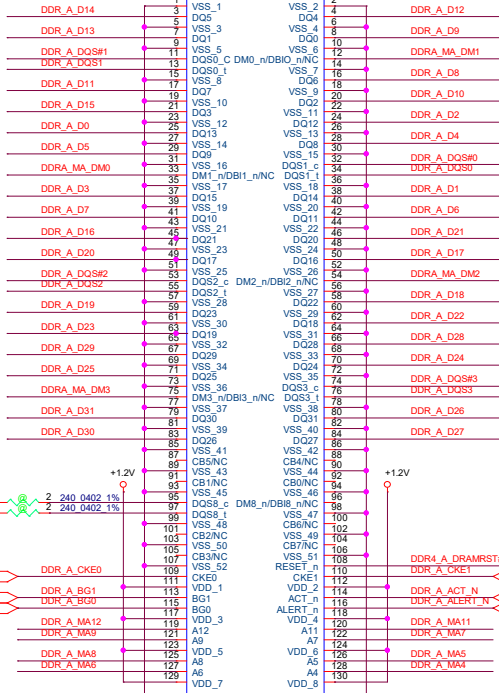 VSS_1 VSS_2
DDR_A_D14 3 DQ5 DQ4 4 DDR_A_D12
5 VSS_3 VSS_4 6
DDR_A_D13 7 DQ1 DQ0 8 DDR_A_D9
9 VSS_5 VSS_6 10
DDR_A_DQS#1 11 DQS0_C DM0_n/DBIO_n/NC 12 DDRA_MA_DM1
DDR_A_DQS1 13 DQS0_t VSS_7 14
15 VSS_8 DQ6 16 DDR_A_D8
DDR_A_D11 17 DQ7 VSS_9 18
19 VSS_10 DQ2 20 DDR_A_D10
DDR_A_D15 21 DQ3 VSS_11 22
23 VSS_12 DQ12 24 DDR_A_D2
DDR_A_D0 25 DQ13 VSS_13 26
27 VSS_14 DQ8 28 DDR_A_D4
DDR_A_D5 29 DQ9 VSS_15 30
31 VSS_16 DQS1_c 32 DDR_A_DQS#0
DDRA_MA_DM0 33 DM1_n/DBI1_n/NC DQS1_t 34 DDR_A_DQS0
35 VSS_17 VSS_18 36
DDR_A_D3 37 DQ15 DQ14 38 DDR_A_D1
39 VSS_19 VSS_20 40
DDR_A_D7 41 DQ10 DQ11 42 DDR_A_D6
43 VSS_21 VSS_22 44
DDR_A_D16 45 DQ21 DQ20 46 DDR_A_D21
47 VSS_23 VSS_24 48
DDR_A_D20 49 DQ17 DQ16 50 DDR_A_D17
51 VSS_25 VSS_26 52
DDR_A_DQS#2 53 DQS2_c DM2_n/DBI2_n/NC 54 DDRA_MA_DM2
DDR_A_DQS2 55 DQS2_t VSS_27 56
57 VSS_28 DQ22 58 DDR_A_D18
DDR_A_D19 59 DQ23 VSS_29 60
61 VSS_30 DQ18 62 DDR_A_D22
DDR_A_D23 63 DQ19 VSS_31 64
65 VSS_32 DQ28 66 DDR_A_D28
DDR_A_D29 67 DQ29 VSS_33 68
69 VSS_34 DQ24 70 DDR_A_D24
DDR_A_D25 71 DQ25 VSS_35 72
73 VSS_36 DQS3_c 74 DDR_A_DQS#3
DDRA_MA_DM3 75 DM3_n/DBI3_n/NC DQS3_t 76 DDR_A_DQS3
77 VSS_37 VSS_38 78
DDR_A_D31 79 DQ30 DQ31 80 DDR_A_D26
81 VSS_39 VSS_40 82
DDR_A_D30 83 DQ26 DQ27 84 DDR_A_D27
85 VSS_41 VSS_42 86
87 CB5/NC CB4/NC 88
+1.2V 89 VSS_43 VSS_44 90 +1.2V
91 CB1/NC CB0/NC 92
93 VSS_45 VSS_46 94
@ 2 240_0402_1% 95 DQS8_c DM8_n/DBI8_n/NC 96
@ 2 240_0402_1% 97 DQS8_t VSS_47 98
99 VSS_48 CB6/NC 100
101 CB2/NC VSS_49 102
103 VSS_50 CB7/NC 104
105 CB3/NC VSS_51 106
107 VSS_52 RESET_n 108 DDR4_A_DRAMRST#
DDR_A_CKE0 109 CKE0 CKE1 110 DDR_A_CKE1
111 VDD_1 VDD_2 112
DDR_A_BG1 113 BG1 ACT_n 114 DDR_A_ACT_N
DDR_A_BG0 115 BG0 ALERT_n 116 DDR_A_ALERT_N
117 VDD_3 VDD_4 118
DDR_A_MA12 119 A12 A11 120 DDR_A_MA11
DDR_A_MA9 121 A9 A7 122 DDR_A_MA7
123 VDD_5 VDD_6 124
DDR_A_MA8 125 A8 A5 126 DDR_A_MA5
DDR_A_MA6 127 A6 A4 128 DDR_A_MA4
129 VDD_7 VDD_8 130